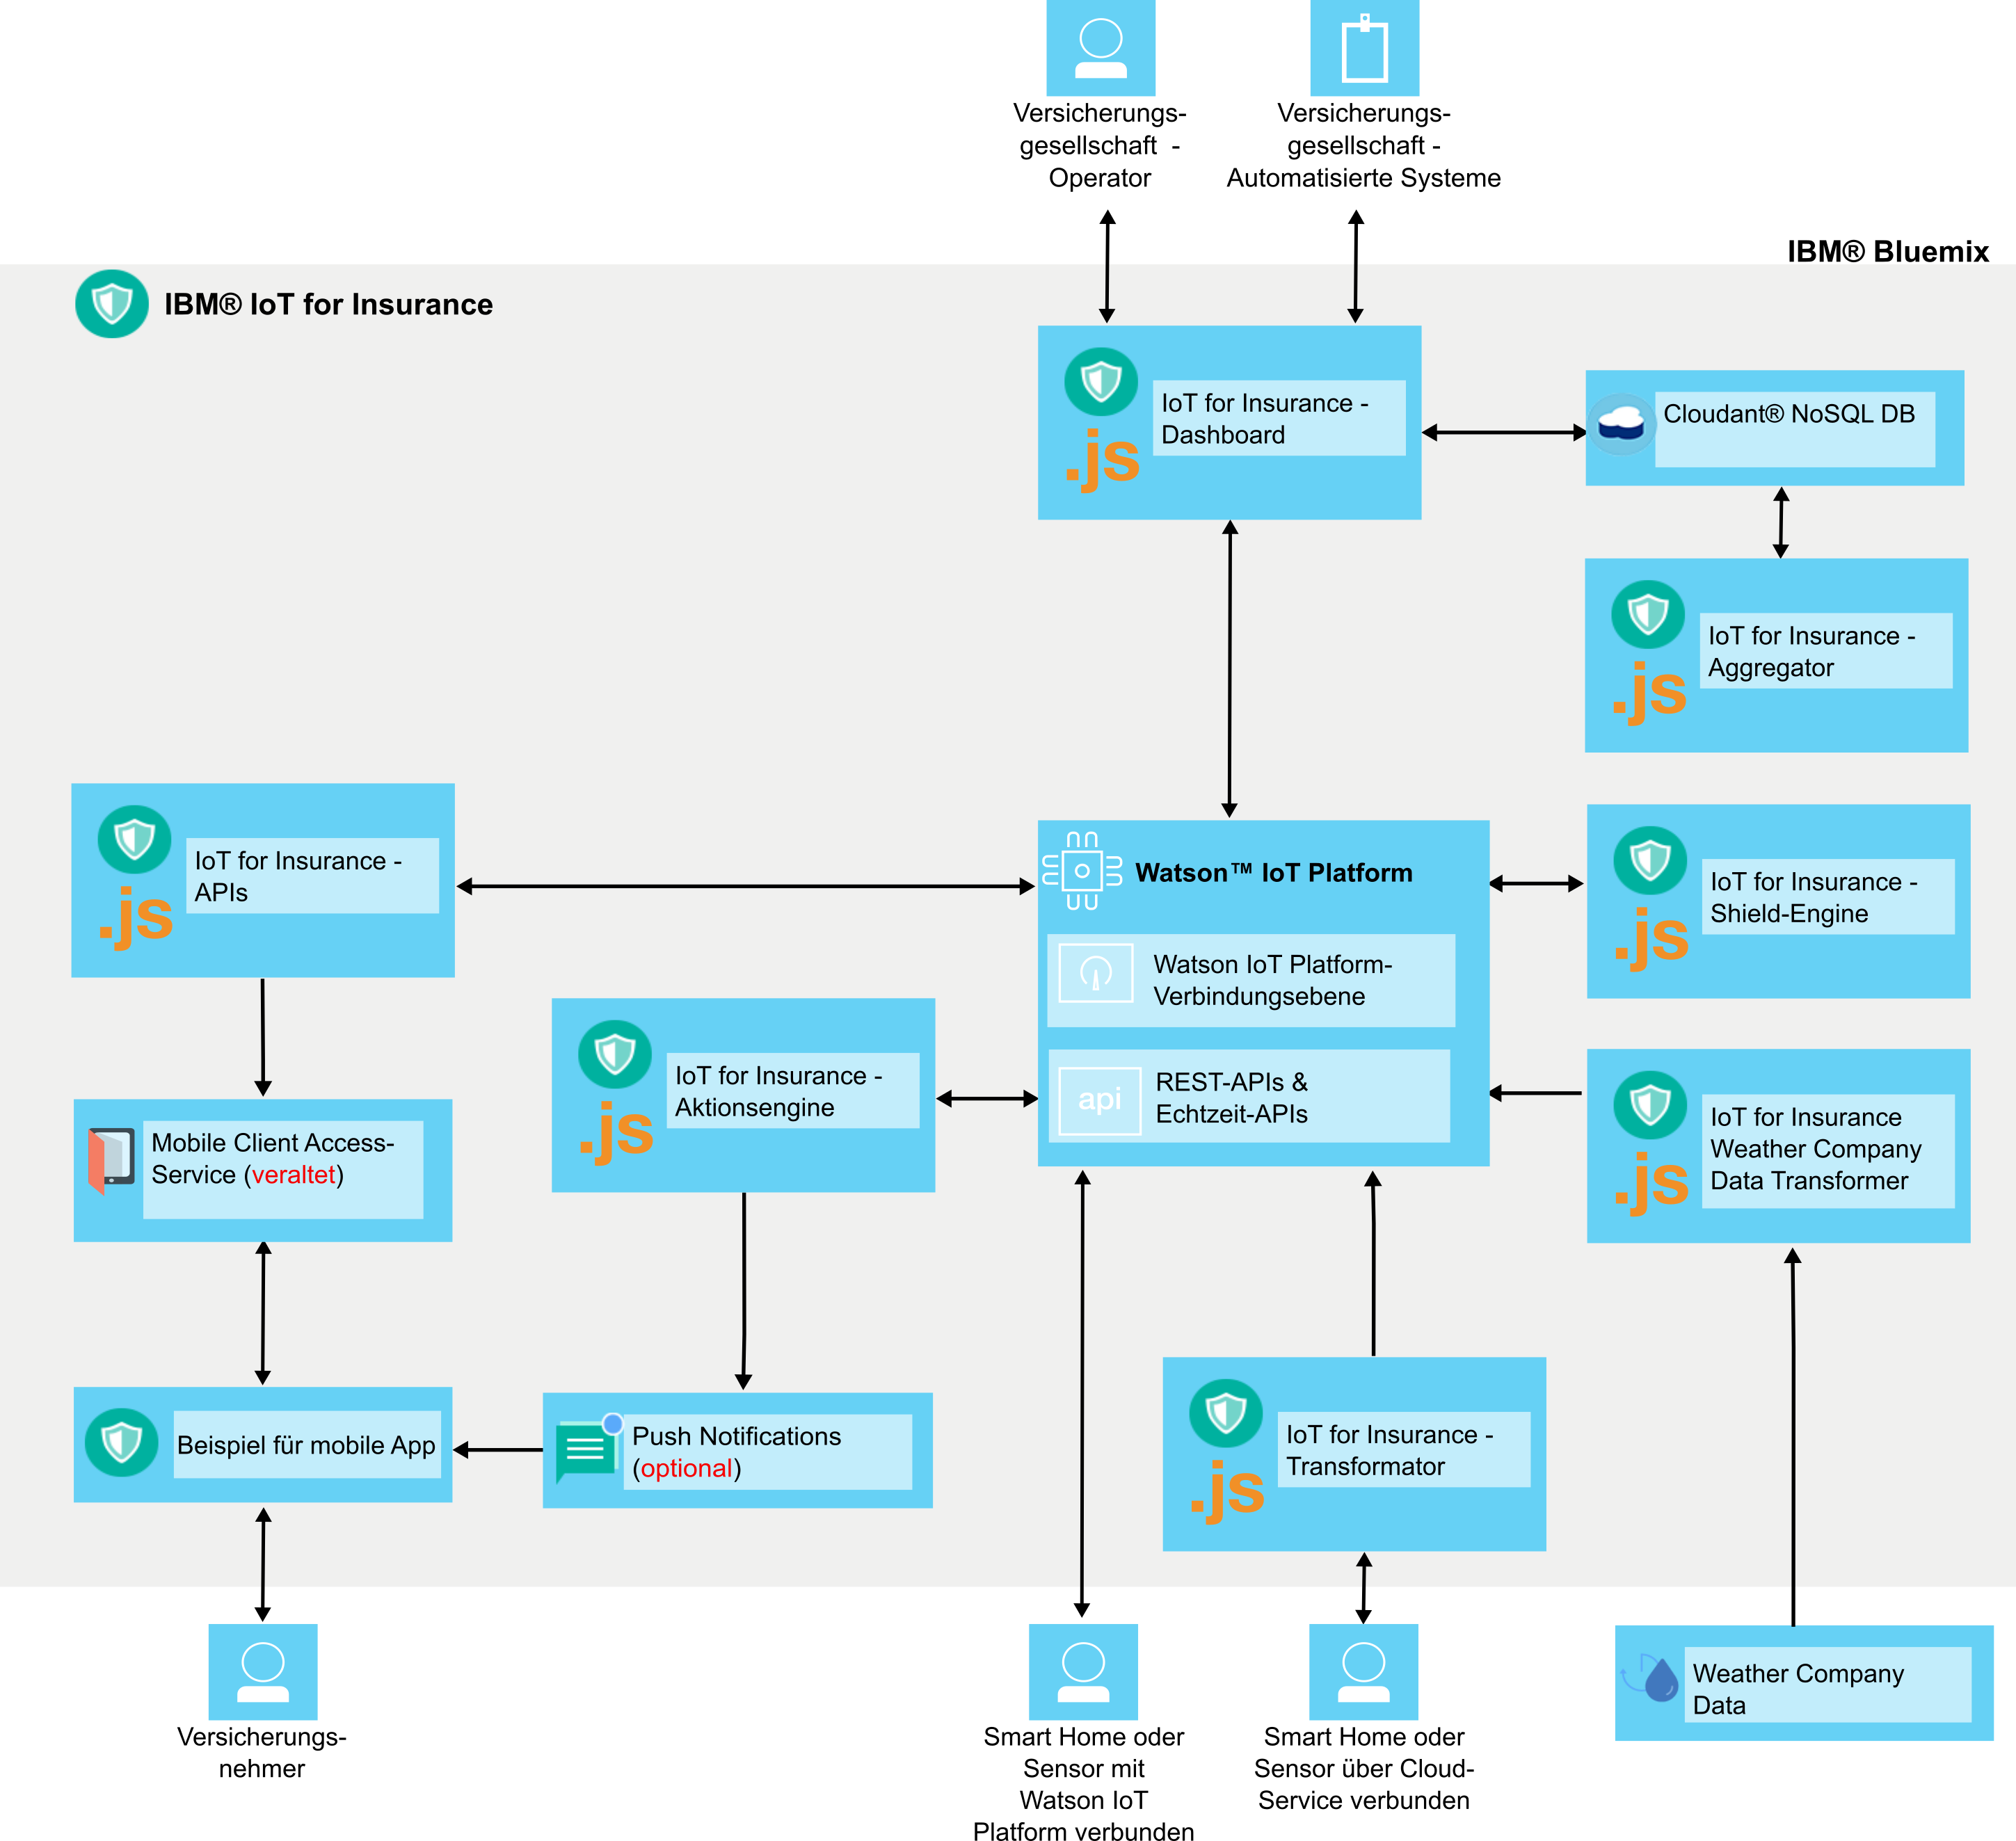 Versicherungs-
gesellschaft -
Operator
Versicherungs-
gesellschaft -
Automatisierte Systeme
IBM® Bluemix
IBM® IoT for Insurance
.js
IoT for Insurance -
Dashboard
Cloudant® NoSQL DB
.js
IoT for Insurance -
Aggregator
.js
IoT for Insurance -
APIs
Watson™ IoT Platform
Watson IoT Platform-
Verbindungsebene
api
REST-APIs &
Echtzeit-APIs
.js
IoT for Insurance -
Shield-Engine
.js
IoT for Insurance -
Aktionsengine
.js
IoT for Insurance
Weather Company
Data Transformer
Mobile Client Access-
Service (veraltet)
Beispiel für mobile App
Push Notifications
(optional)
.js
IoT for Insurance -
Transformator
Versicherungs-
nehmer
Smart Home oder
Sensor mit
Watson IoT
Platform verbunden
Smart Home oder
Sensor über Cloud-
Service verbunden
Weather Company
Data